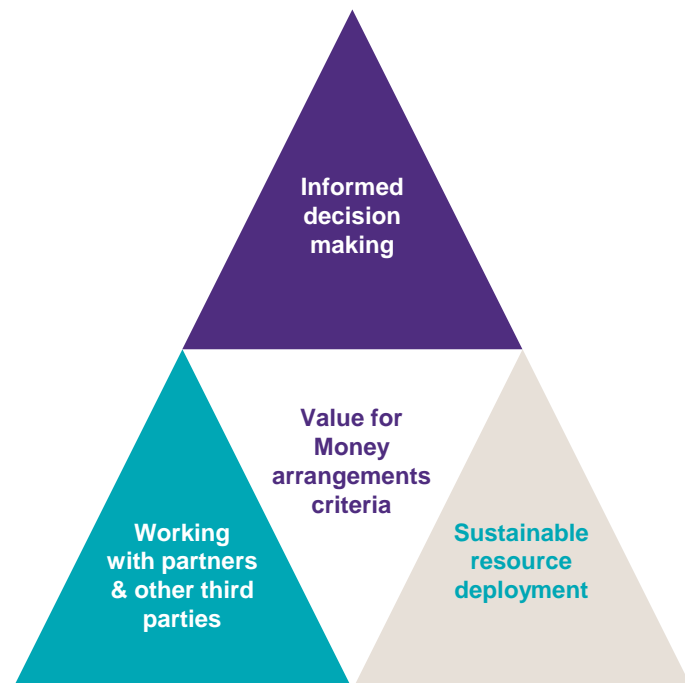 Informed
decision
making
Value for
Money
arrangements
criteria
Working
with partners
& other third
parties
Sustainable
resource
deployment